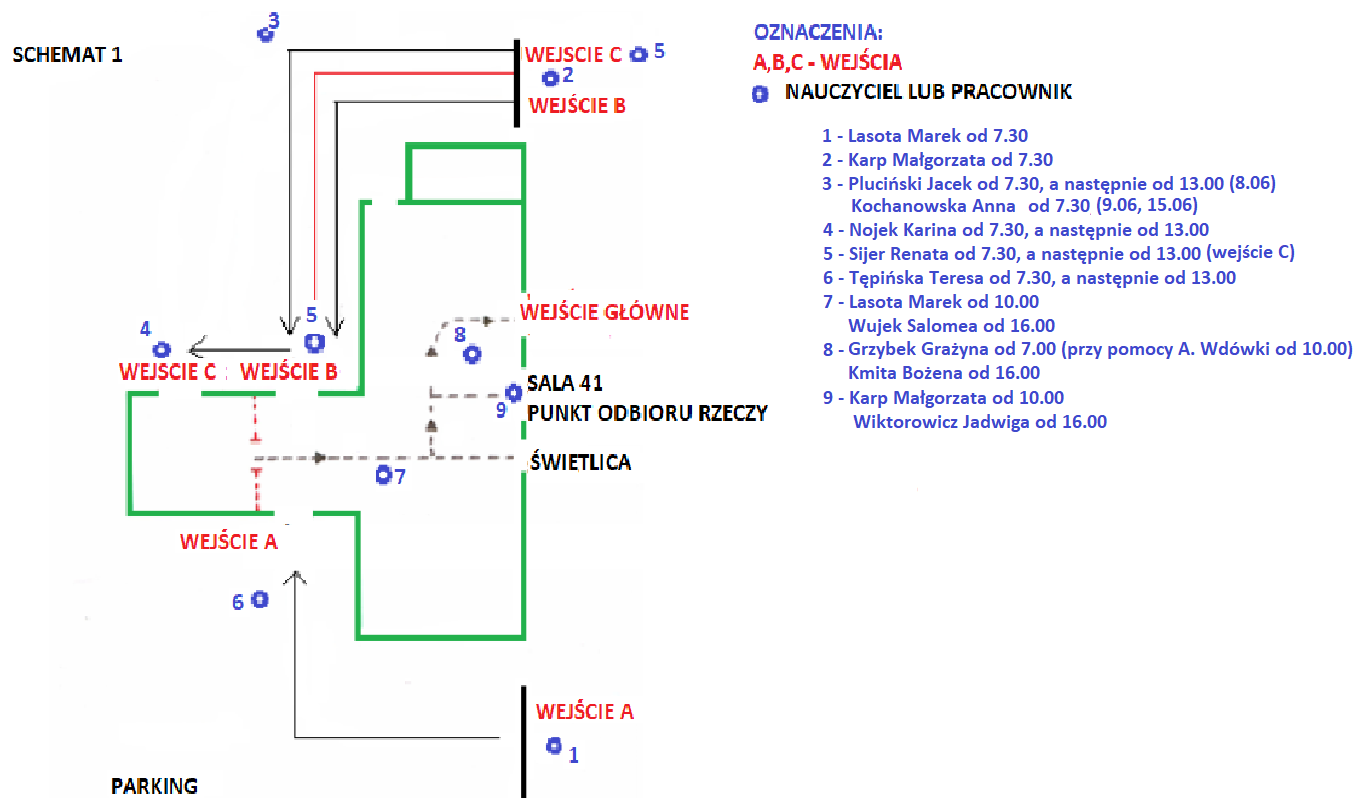 SCHEMAT 1
3
WEJSCIE C
5
2
WEJŚCIE B
OZNACZENIA:
A,B,C - WEJŚCIA
NAUCZYCIEL LUB PRACOWNIK
1 - Lasota Marek od 7.30
2 - Karp Małgorzata od 7.30
3 - Pluciński Jacek od 7.30, a następnie od 13.00 (8.06)
Kochanowska Anna od 7.30 (9.06, 15.06)
4 - Nojek Karina od 7.30, a następnie od 13.00
5 - Sijer Renata od 7.30, a następnie od 13.00 (wejście C)
6 - Tępińska Teresa od 7.30, a następnie od 13.00
7 - Lasota Marek od 10.00
Wujek Salomea od 16.00
8 - Grzybek Grażyna od 7.00 (przy pomocy A. Wdówki od 10.00)
Kmita Bożena od 16.00
9 - Karp Małgorzata od 10.00
Wiktorowicz Jadwiga od 16.00
WEJŚCIE GŁÓWNE
5
4
8
WEJSCIE C : WEJŚCIE B
SALA 41
9
PUNKT ODBIORU RZECZY
ŚWIETLICA
7
WEJŚCIE A
6
WEJŚCIE A
1
PARKING